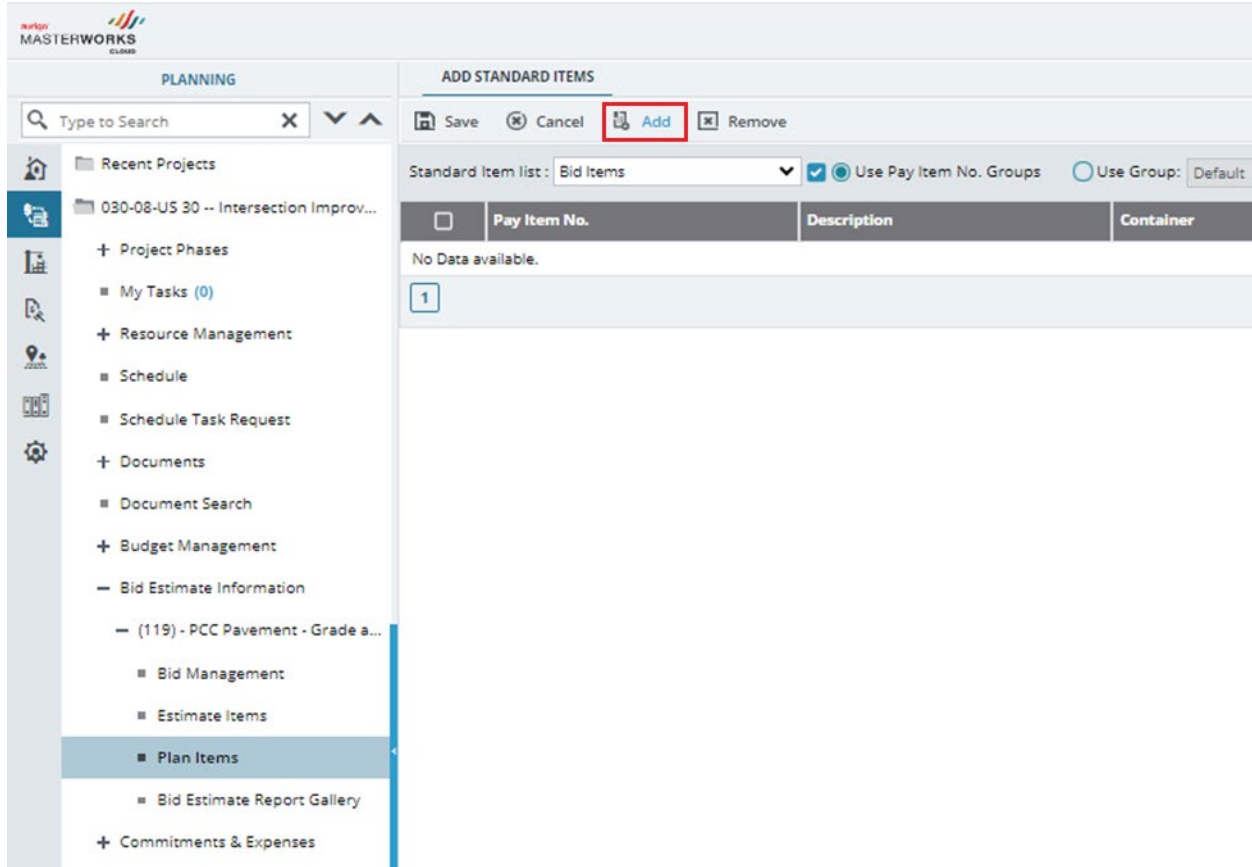 aurigo
MASTERWORKS
CLOUD
PLANNING
ADD STANDARD ITEMS
Type to Search
Save Cancel Add Remove
Standard Item list : Bid Items Use Pay Item No. Groups Use Group: Default
Pay Item No. Description Container
No Data available.
1
Recent Projects
030-08-US 30 -- Intersection Improv...
Project Phases
My Tasks (0)
Resource Management
Schedule
Schedule Task Request
Documents
Document Search
Budget Management
Bid Estimate Information
(119) - PCC Pavement - Grade a...
Bid Management
Estimate Items
Plan Items
Bid Estimate Report Gallery
Commitments & Expenses